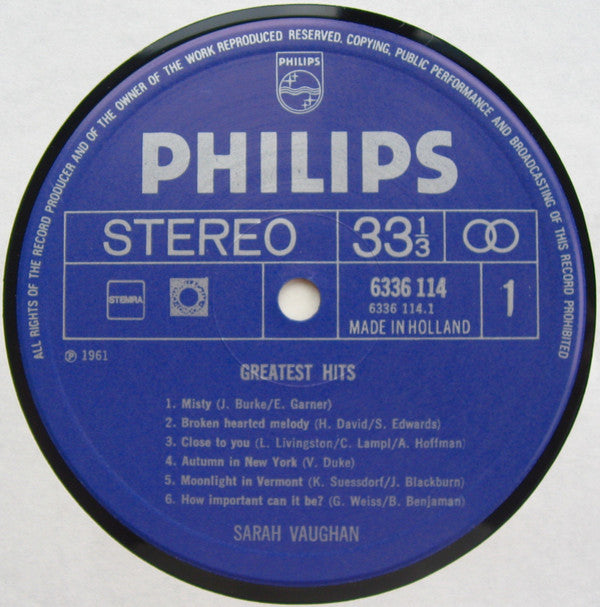 ALL RIGHTS OF THE RECORD PRODUCER AND OF THE OWNER OF THE WORK REPRODUCED RESERVED. COPYING, PUBLIC PERFORMANCE AND BROADCASTING OF THIS RECORD PROHIBITED
PHILIPS
PHILIPS
STEREO 33 1/3
STEMRA
6336 114
6336 114.1
MADE IN HOLLAND
1
℗ 1961
GREATEST HITS
1. Misty (J. Burke/E. Garner)
2. Broken hearted melody (H. David/S. Edwards)
3. Close to you (L. Livingston/C. Lampl/A. Hoffman)
4. Autumn in New York (V. Duke)
5. Moonlight in Vermont (K. Suessdorf/J. Blackburn)
6. How important can it be? (G. Weiss/B. Benjaman)
SARAH VAUGHAN